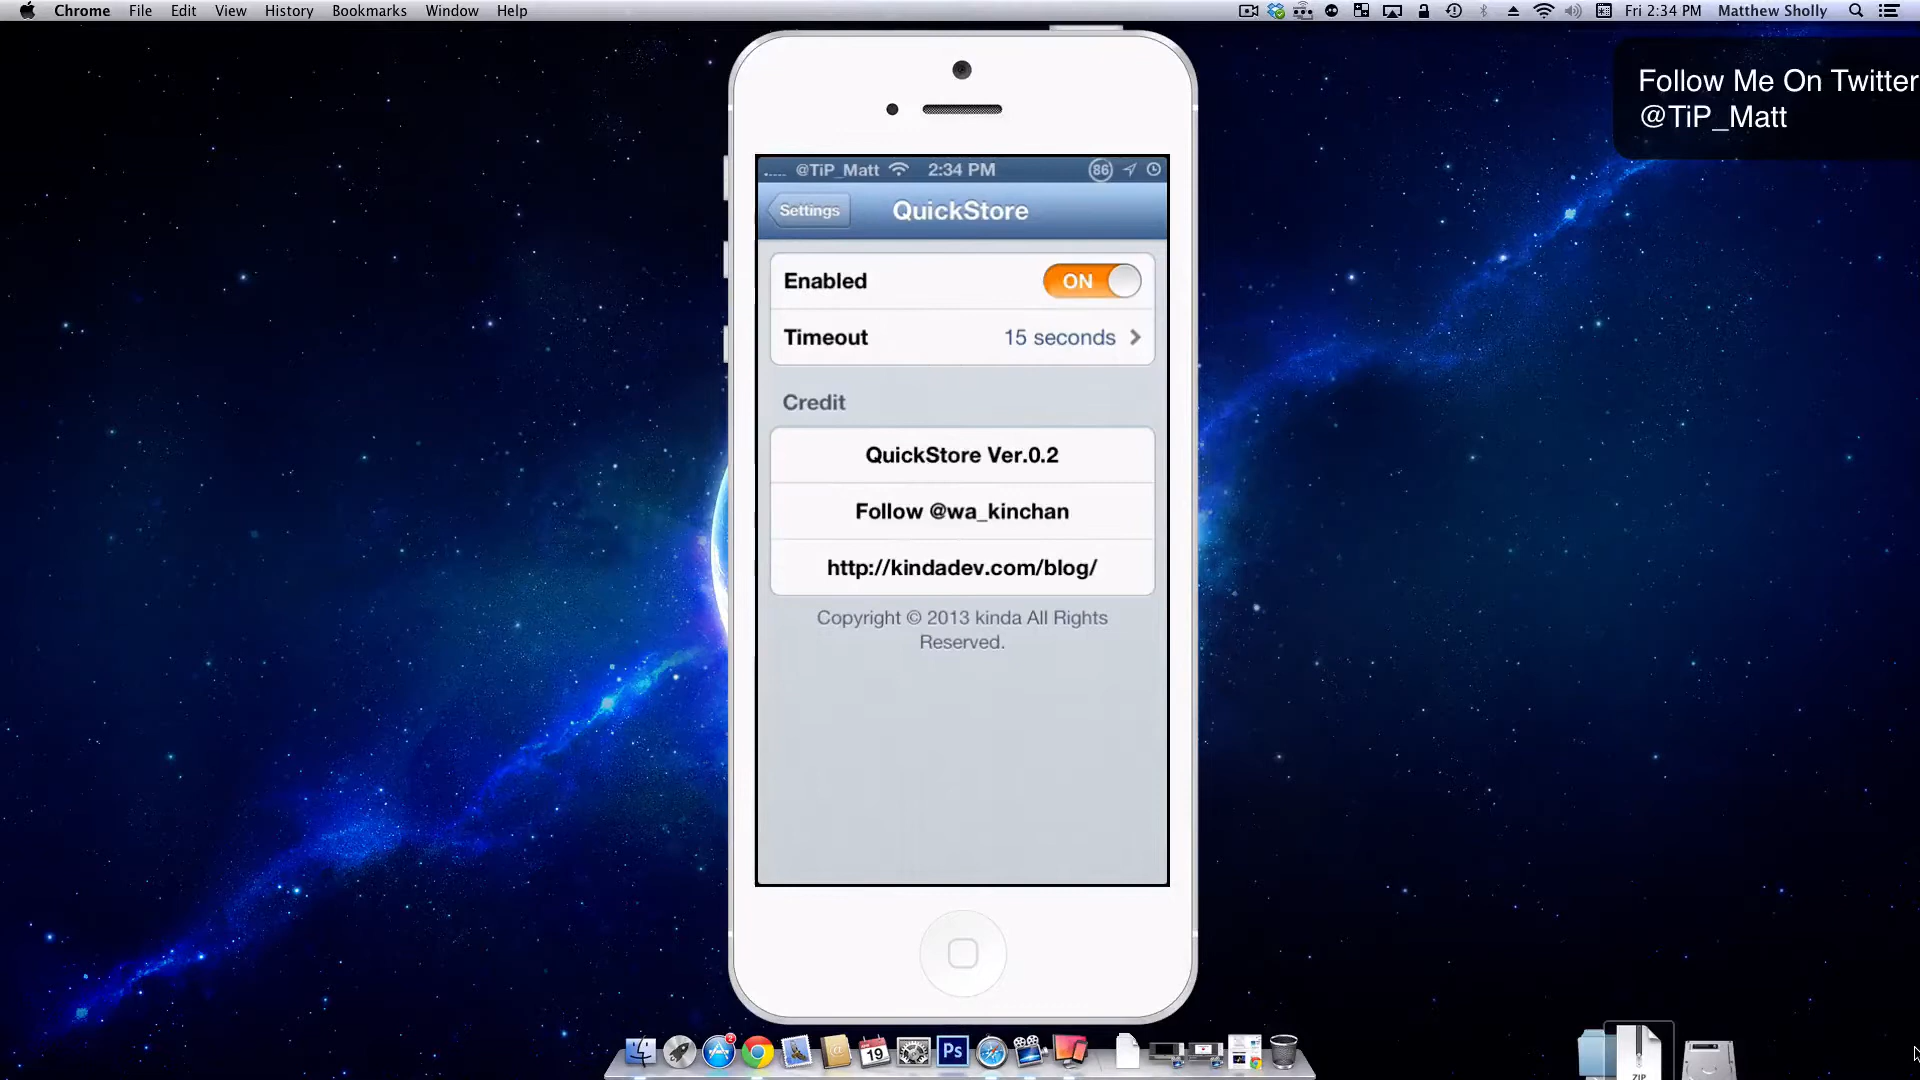 Chrome File Edit View History Bookmarks Window Help Fri 2:34 PM Matthew Sholly
Follow Me On Twitter
@TiP_Matt
@TiP_Matt 2:34 PM 86
Settings QuickStore
Enabled ON
Timeout 15 seconds
Credit
QuickStore Ver.0.2
Follow @wa_kinchan
http://kindadev.com/blog/
Copyright © 2013 kinda All Rights
Reserved.
19
Ps
ZIP